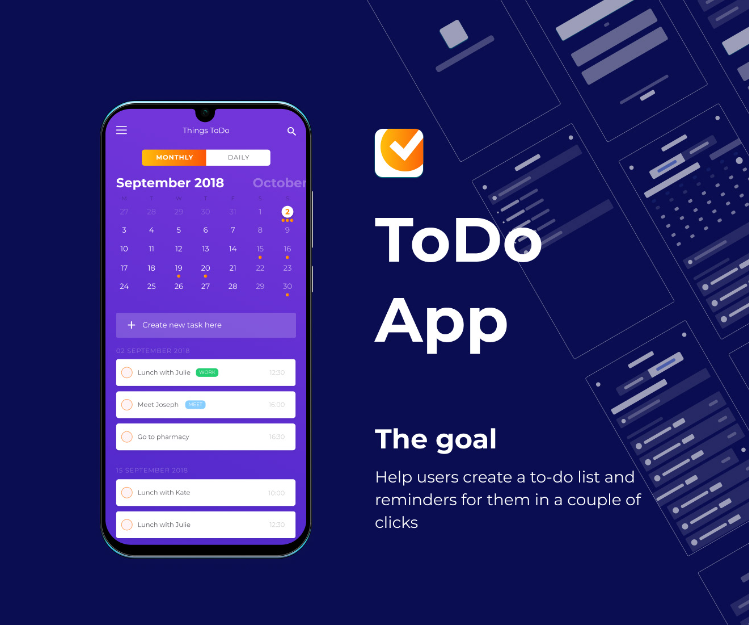 Things ToDo
MONTHLY DAILY
September 2018 October
27 28 29 30 31 1 2
3 4 5 6 7 8 9
10 11 12 13 14 15 16
17 18 19 20 21 22 23
24 25 26 27 28 29 30
Create new task here
02 SEPTEMBER 2018
Lunch with Julie WORK 12:30
Meet Joseph MEET
Go to pharmacy 16:30
15 SEPTEMBER 2018
Lunch with Kate 10:30
Lunch with Julie 12:30
ToDo
App
The goal
Help users create a to-do list and
reminders for them in a couple of
clicks